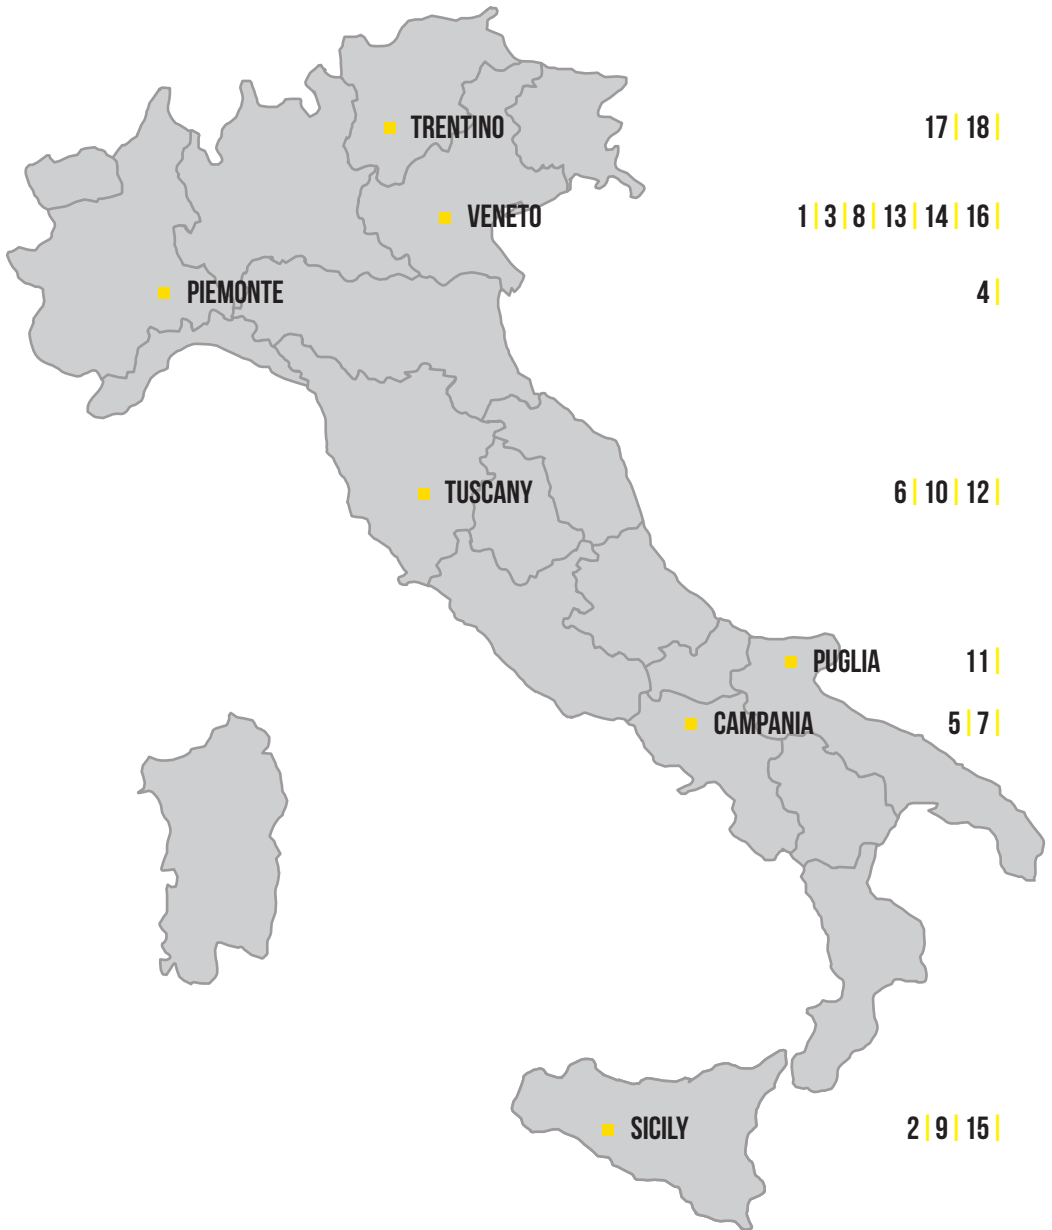 TRENTINO 17 | 18 |
VENETO 1 | 3 | 8 | 13 | 14 | 16 |
PIEMONTE 4 |
TUSCANY 6 | 10 | 12 |
PUGLIA 11 |
CAMPANIA 5 | 7 |
SICILY 2 | 9 | 15 |